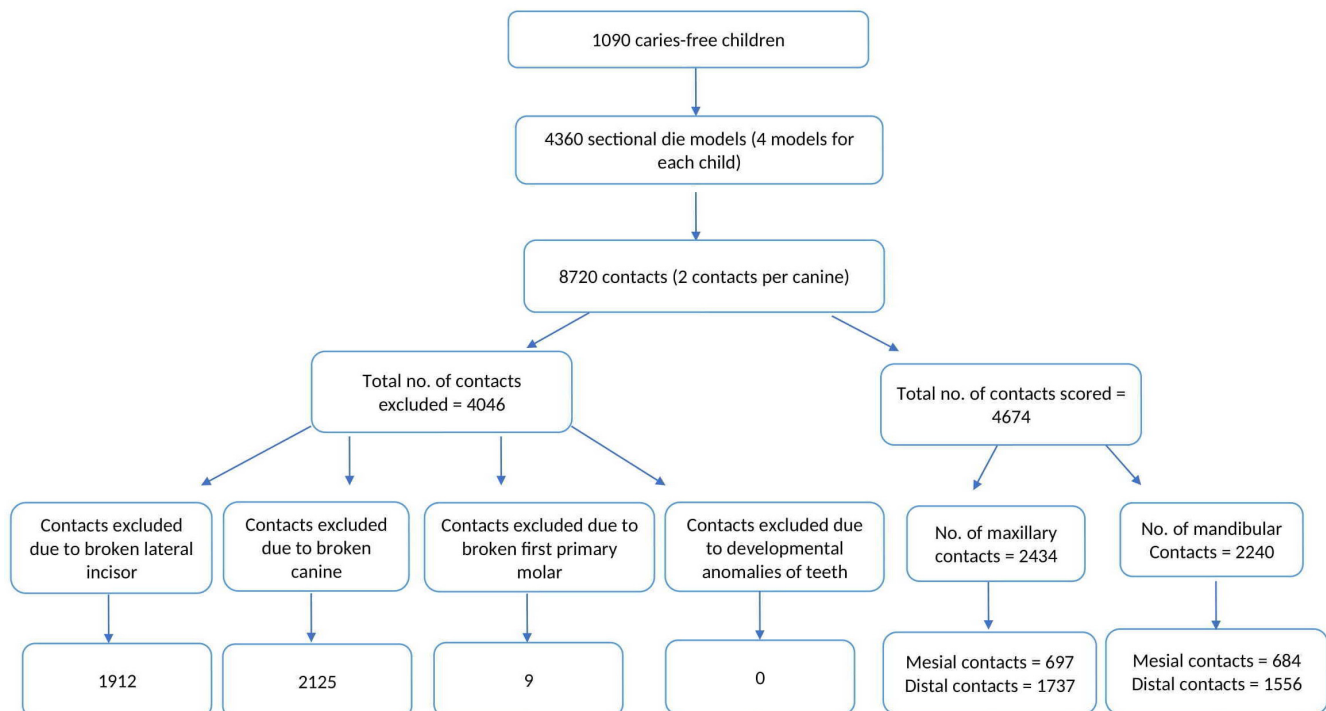 1090 caries-free children
4360 sectional die models (4 models for
each child)
8720 contacts (2 contacts per canine)
Total no. of contacts
excluded = 4046
Total no. of contacts scored =
4674
Contacts excluded
due to broken lateral
incisor
Contacts excluded
due to broken
canine
Contacts excluded due to
broken first primary
molar
Contacts excluded due
to developmental
anomalies of teeth
No. of maxillary
contacts = 2434
No. of mandibular
Contacts = 2240
1912
2125
9
0
Mesial contacts = 697
Distal contacts = 1737
Mesial contacts = 684
Distal contacts = 1556